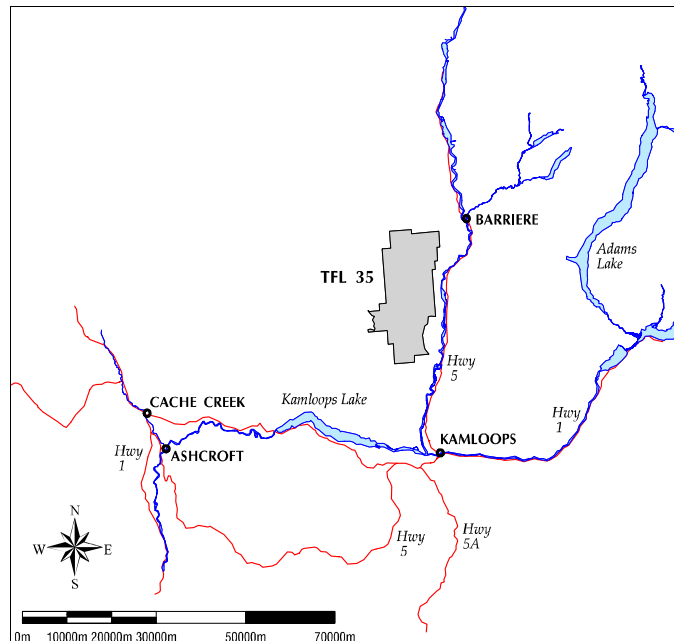 BARRIERE
Adams
Lake
TFL 35
Hwy
5
Kamloops Lake
CACHE CREEK
Hwy
1
KAMLOOPS
Hwy
1
ASHCROFT
Hwy
5
Hwy
5A
N
W E
S
0m 10000m 20000m 30000m 50000m 70000m